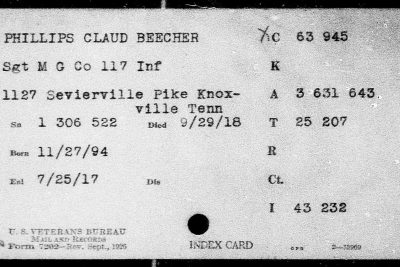 PHILLIPS CLAUD BEECHER XC 63 945
Sgt M G Co 117 Inf K
1127 Sevierville Pike Knox- A 3 631 643
ville Tenn
Sn 1 306 522 Died 9/29/18 T 25 207
Born 11/27/94 R
Enl 7/25/17 Dis Ct.
I 43 232
U. S. VETERANS BUREAU
MAIL AND RECORDS
Form 7202—Rev. Sept., 1926 INDEX CARD